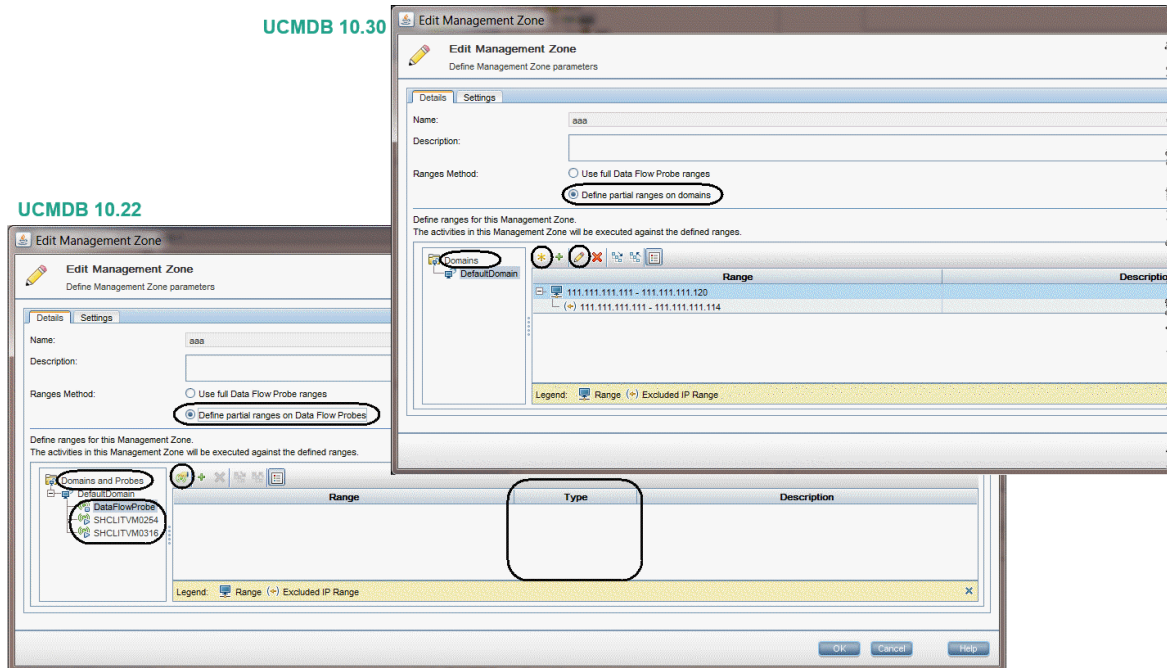 UCMDB 10.30
Edit Management Zone
Edit Management Zone
Define Management Zone parameters
Details Settings
Name: aaa
Description:
Ranges Method: Use full Data Flow Probe ranges
Define partial ranges on domains
Define ranges for this Management Zone.
The activities in this Management Zone will be executed against the defined ranges.
Domains
DefaultDomain
Range Descriptio
111.111.111.111 - 111.111.111.120
111.111.111.111 - 111.111.111.114
Legend: Range Excluded IP Range
UCMDB 10.22
Edit Management Zone
Edit Management Zone
Define Management Zone parameters
Details Settings
Name: aaa
Description:
Ranges Method: Use full Data Flow Probe ranges
Define partial ranges on Data Flow Probes
Define ranges for this Management Zone.
The activities in this Management Zone will be executed against the defined ranges.
Domains and Probes
DefaultDomain
DataFlowProbe
SHCLITVM0254
SHCLITVM0316
Range Type Description
Legend: Range Excluded IP Range
OK Cancel Help